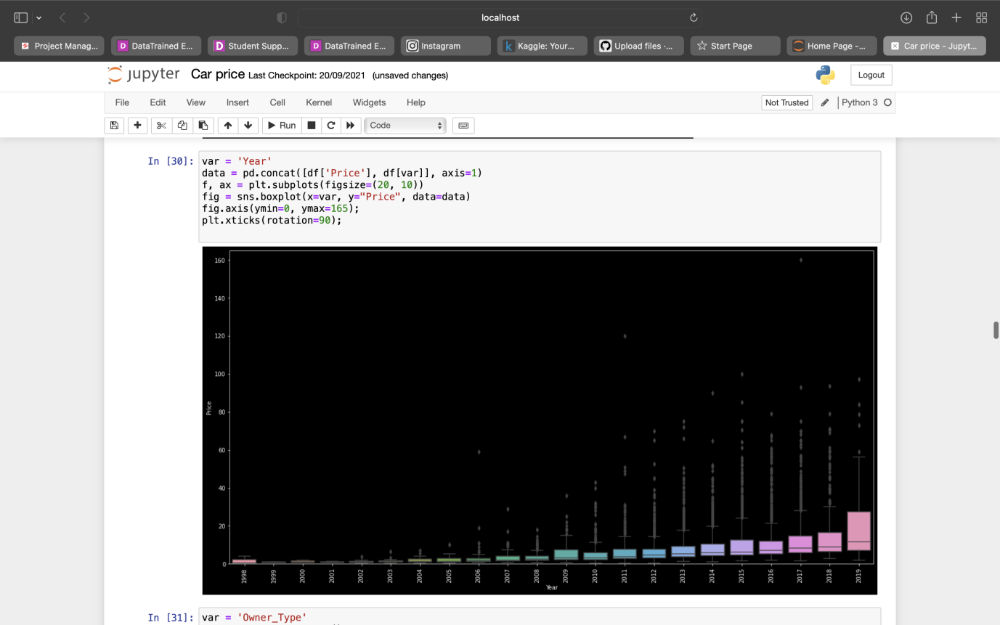 localhost
Project Manag...
DataTrained E...
Student Supp...
DataTrained E...
Instagram
Kaggle: Your...
Upload files ·...
Start Page
Home Page -...
Car price - Jupyt...
jupyter Car price Last Checkpoint: 20/09/2021 (unsaved changes)
Logout
File Edit View Insert Cell Kernel Widgets Help
Not Trusted
Python 3
Run
Code
In [30]:
var = 'Year'
data = pd.concat([df['Price'], df[var]], axis=1)
f, ax = plt.subplots(figsize=(20, 10))
fig = sns.boxplot(x=var, y="Price", data=data)
fig.axis(ymin=0, ymax=165);
plt.xticks(rotation=90);
160
140
120
100
80
60
40
20
0
Price
1998 1999 2000 2001 2002 2003 2004 2005 2006 2007 2008 2009 2010 2011 2012 2013 2014 2015 2016 2017 2018 2019
Year
In [31]:
var = 'Owner_Type'